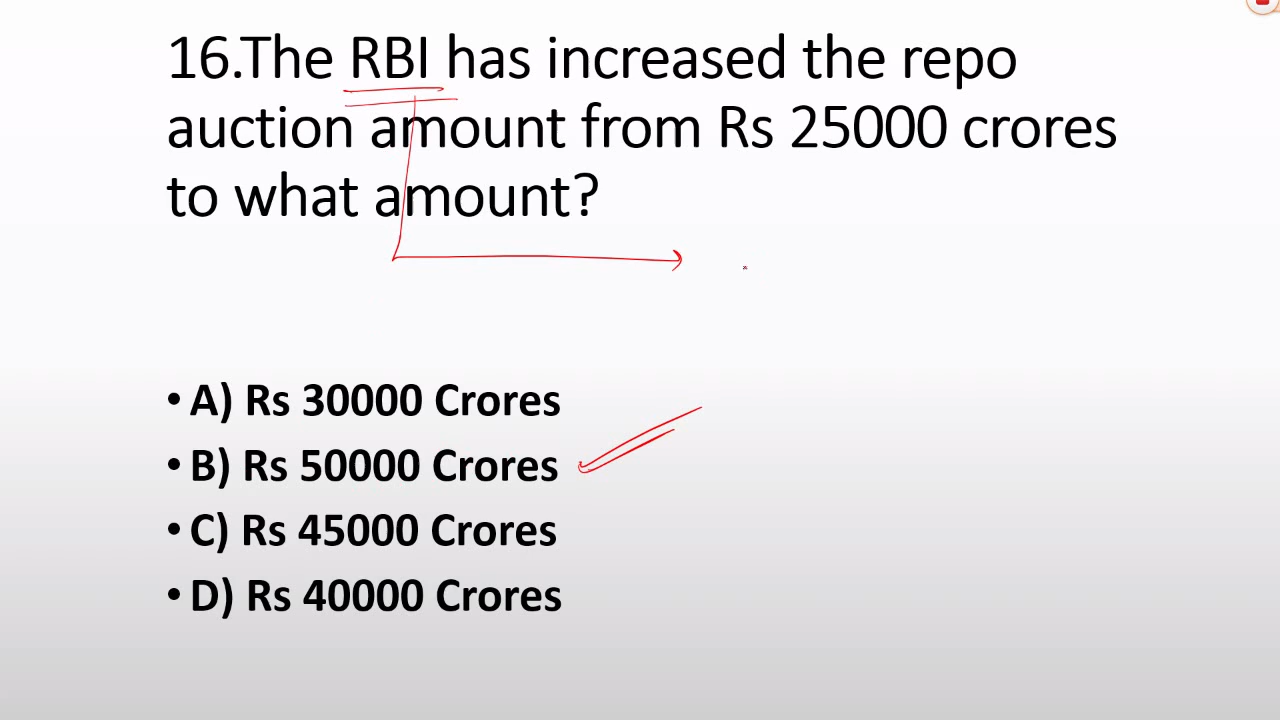 16.The RBI has increased the repo
auction amount from Rs 25000 crores
to what amount?
• A) Rs 30000 Crores
• B) Rs 50000 Crores
• C) Rs 45000 Crores
• D) Rs 40000 Crores